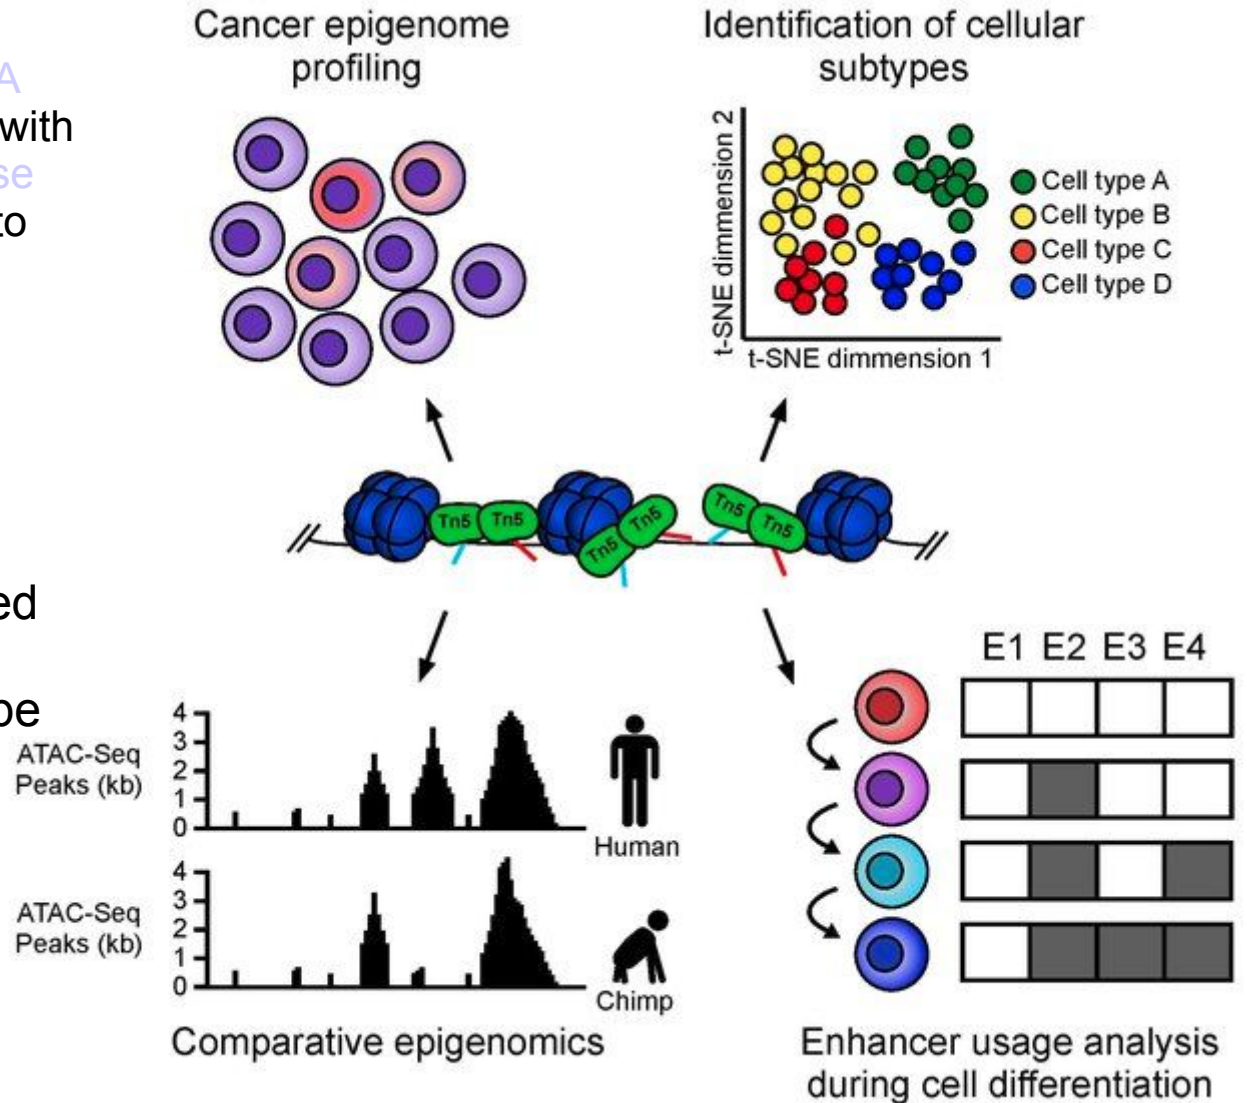 A
with
se
to
ed
be
Cancer epigenome
profiling
Identification of cellular
subtypes
t-SNE dimmension 2
t-SNE dimmension 1
Cell type A
Cell type B
Cell type C
Cell type D
Tn5
Tn5
Tn5
Tn5
Tn5
Tn5
ATAC-Seq
Peaks (kb)
4
3
2
1
0
Human
ATAC-Seq
Peaks (kb)
4
3
2
1
0
Chimp
Comparative epigenomics
E1 E2 E3 E4
Enhancer usage analysis
during cell differentiation